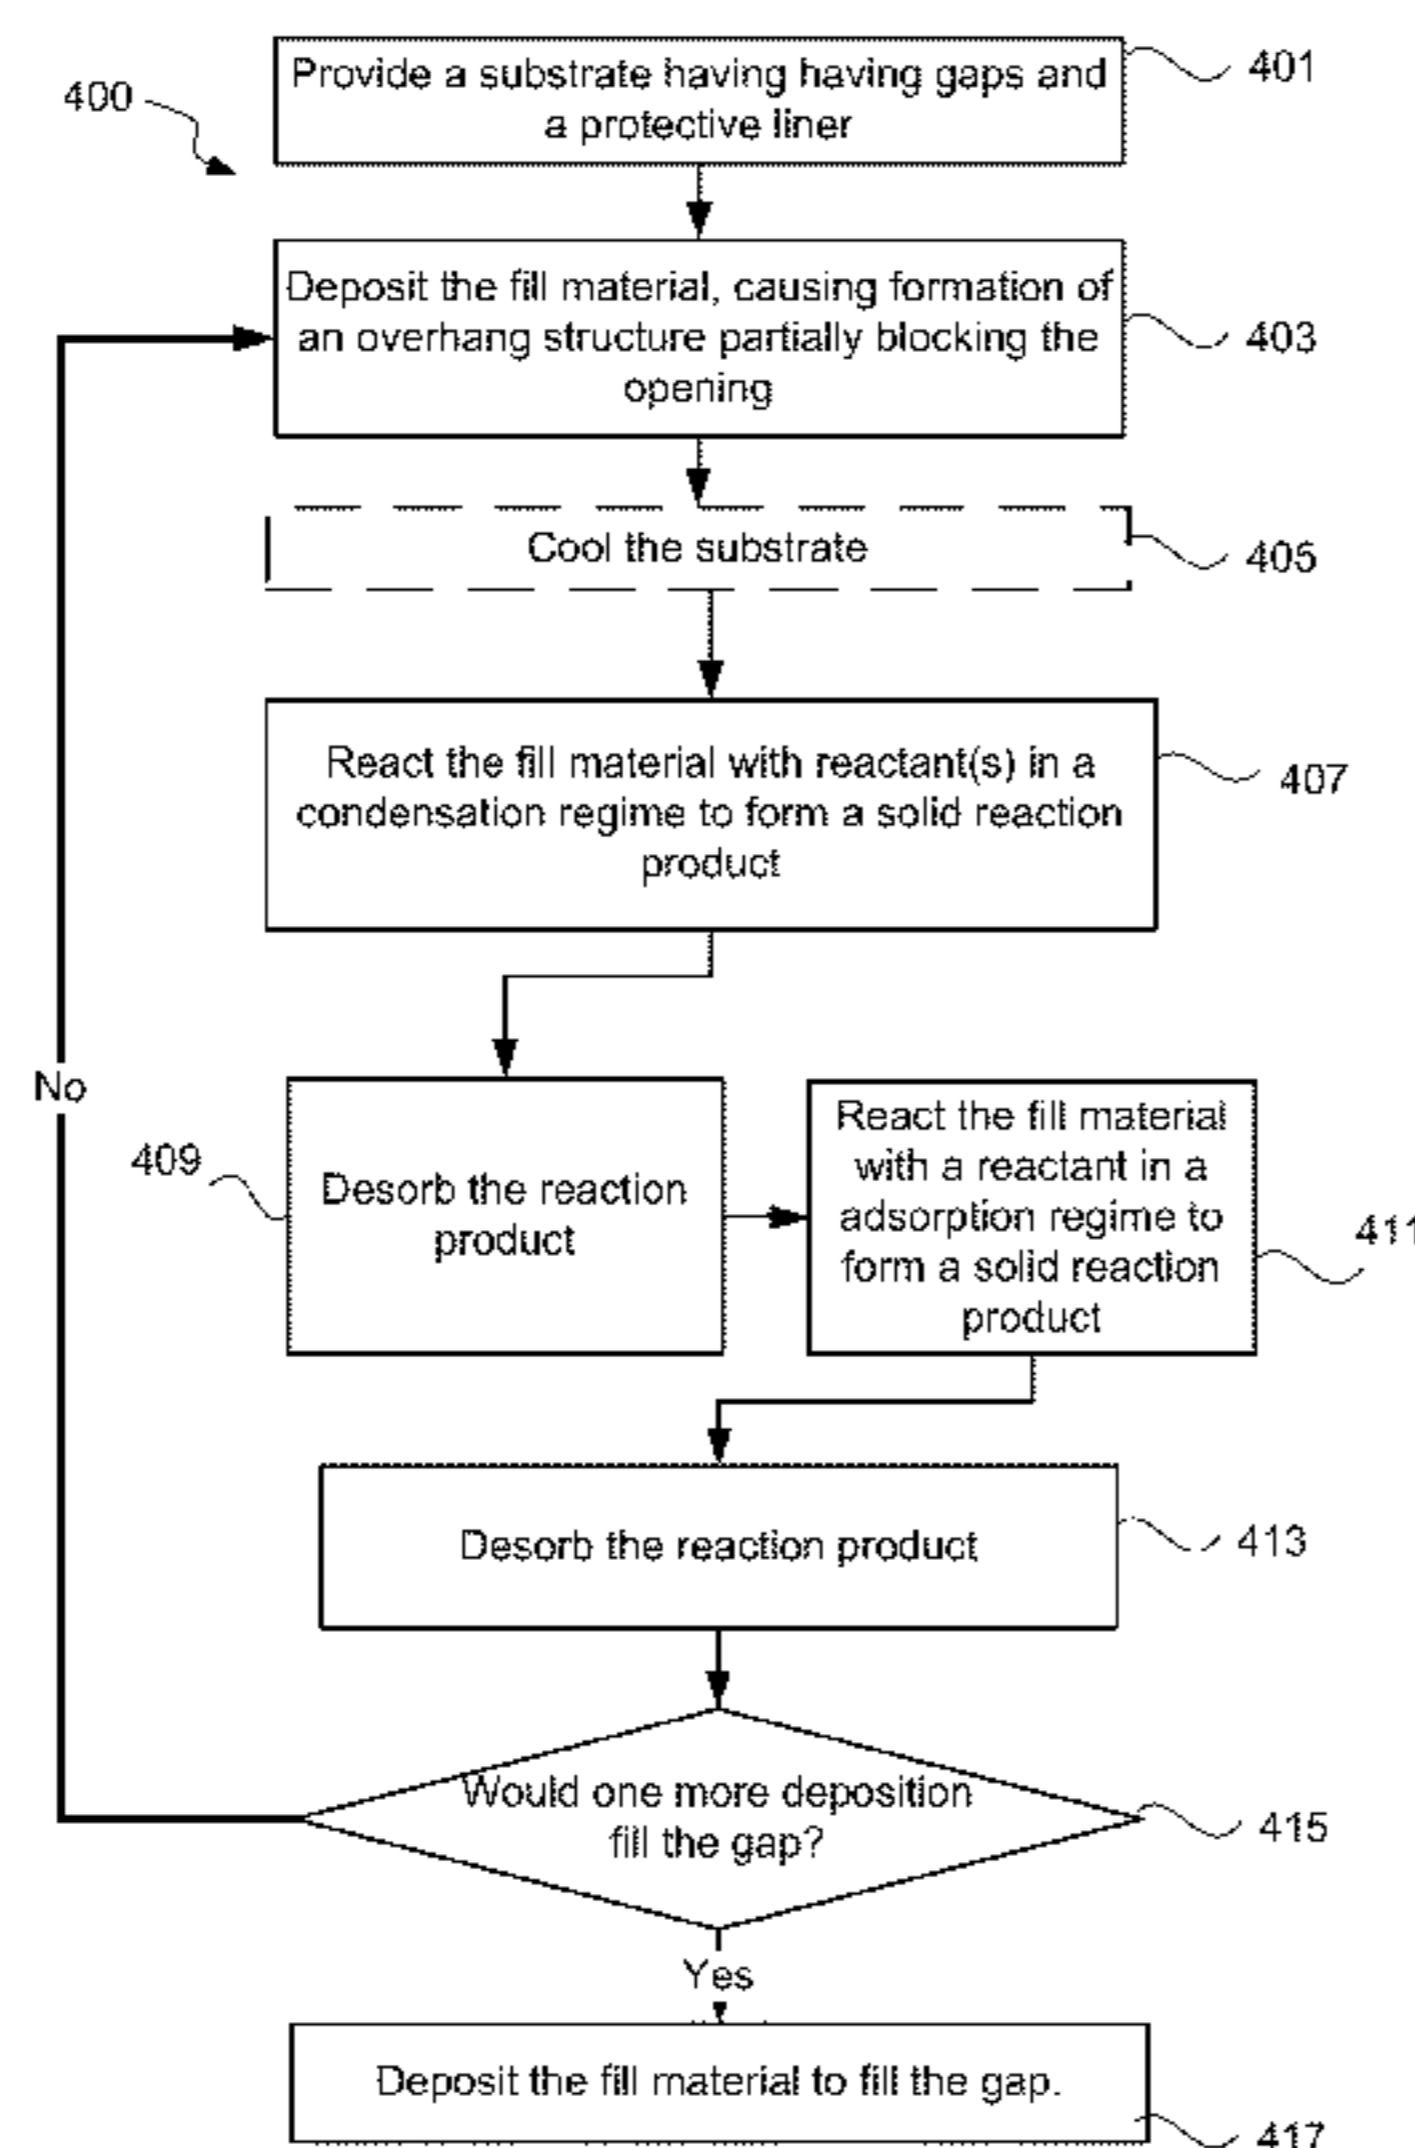 400
Provide a substrate having having gaps and
a protective liner
401
Deposit the fill material, causing formation of
an overhang structure partially blocking the
opening
403
Cool the substrate
405
React the fill material with reactant(s) in a
condensation regime to form a solid reaction
product
407
No
409
Desorb the reaction
product
React the fill material
with a reactant in a
adsorption regime to
form a solid reaction
product
411
Desorb the reaction product
413
Would one more deposition
fill the gap?
415
Yes
Deposit the fill material to fill the gap.
417